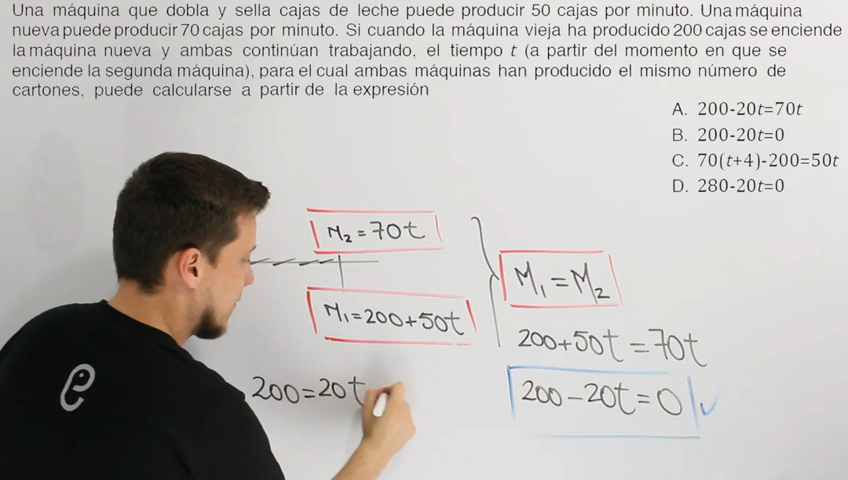 Una máquina que dobla y sella cajas de leche puede producir 50 cajas por minuto. Una máquina
nueva puede producir 70 cajas por minuto. Si cuando la máquina vieja ha producido 200 cajas se enciende
la máquina nueva y ambas continúan trabajando, el tiempo t (a partir del momento en que se
enciende la segunda máquina), para el cual ambas máquinas han producido el mismo número de
cartones, puede calcularse a partir de la expresión
A. 200-20t=70t
B. 200-20t=0
C. 70(t+4)-200=50t
D. 280-20t=0
M₂=70t
M₁=200+50t
M₁=M₂
200+50t=70t
200-20t=0
200=20t
e